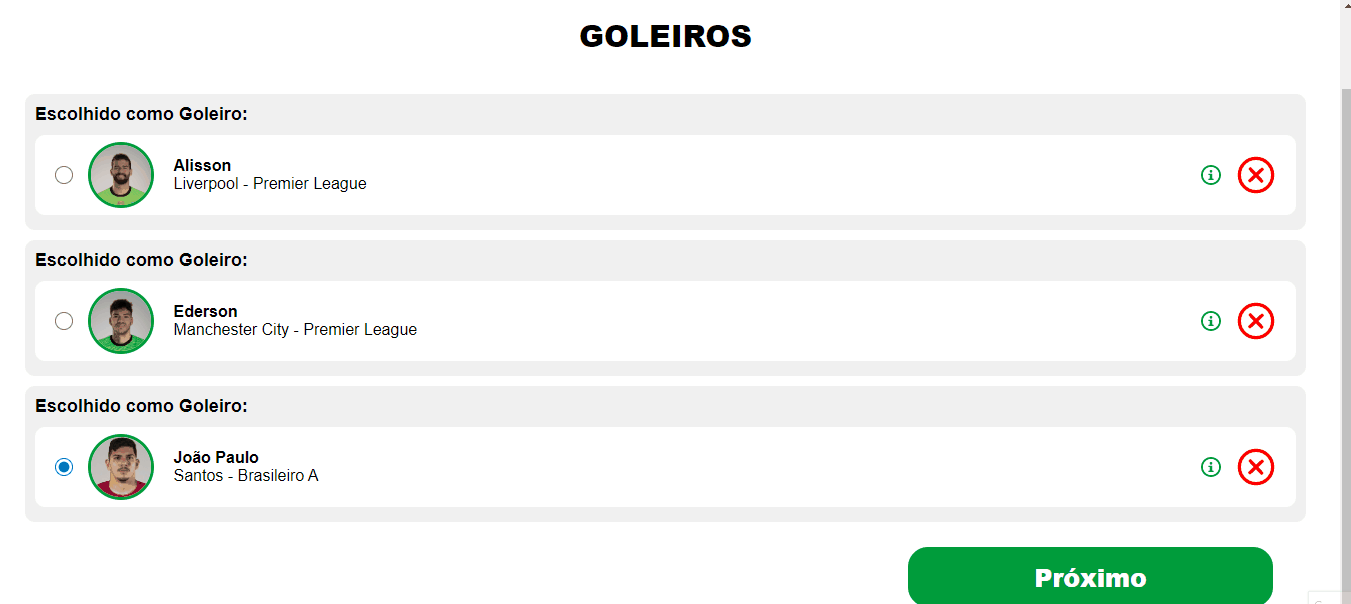 GOLEIROS
Escolhido como Goleiro:
Alisson
Liverpool - Premier League
Escolhido como Goleiro:
Ederson
Manchester City - Premier League
Escolhido como Goleiro:
João Paulo
Santos - Brasileiro A
Próximo